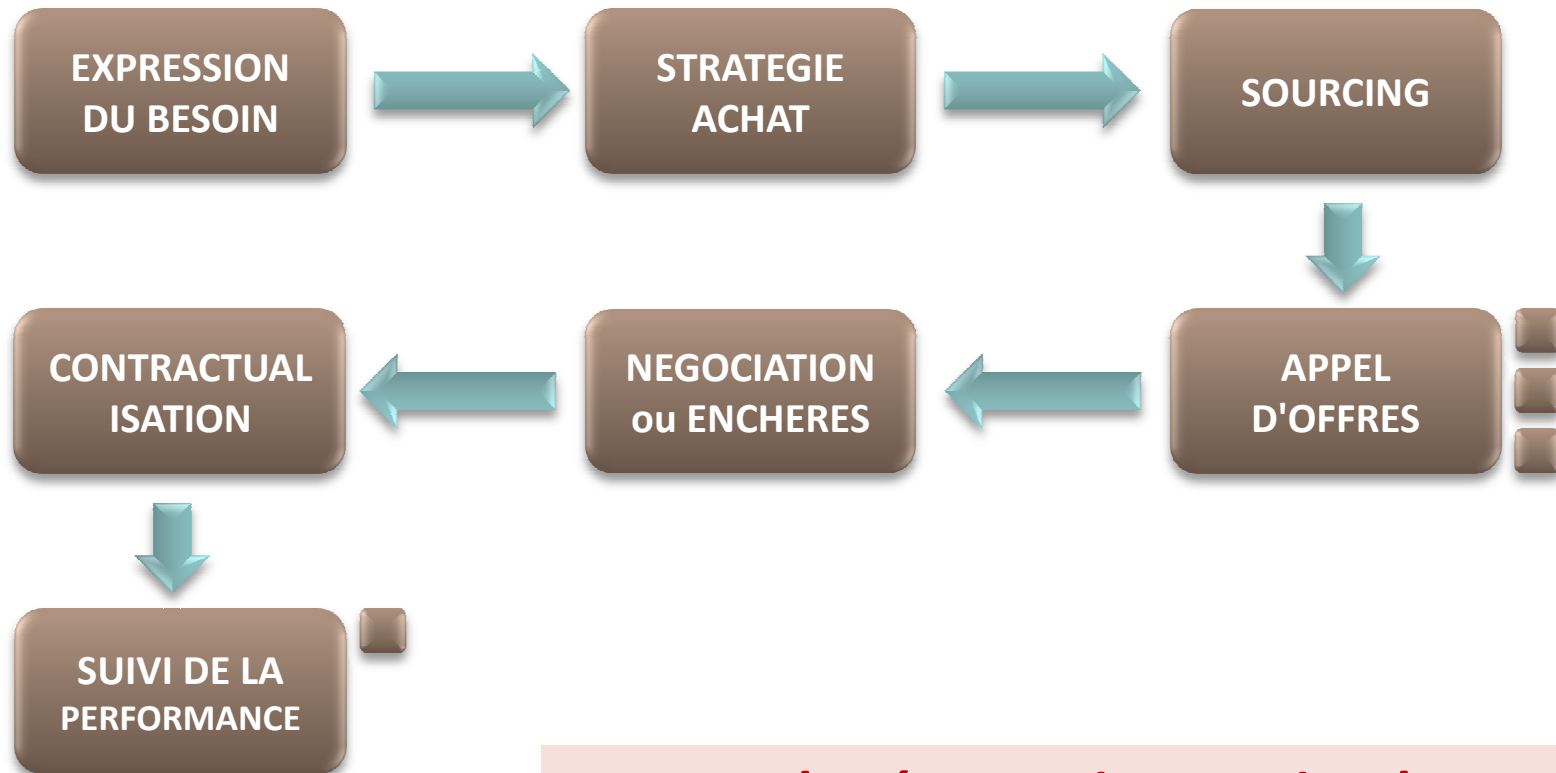 EXPRESSION
DU BESOIN
STRATEGIE
ACHAT
SOURCING
APPEL
D'OFFRES
NEGOCIATION
ou ENCHERES
CONTRACTUAL
ISATION
SUIVI DE LA
PERFORMANCE